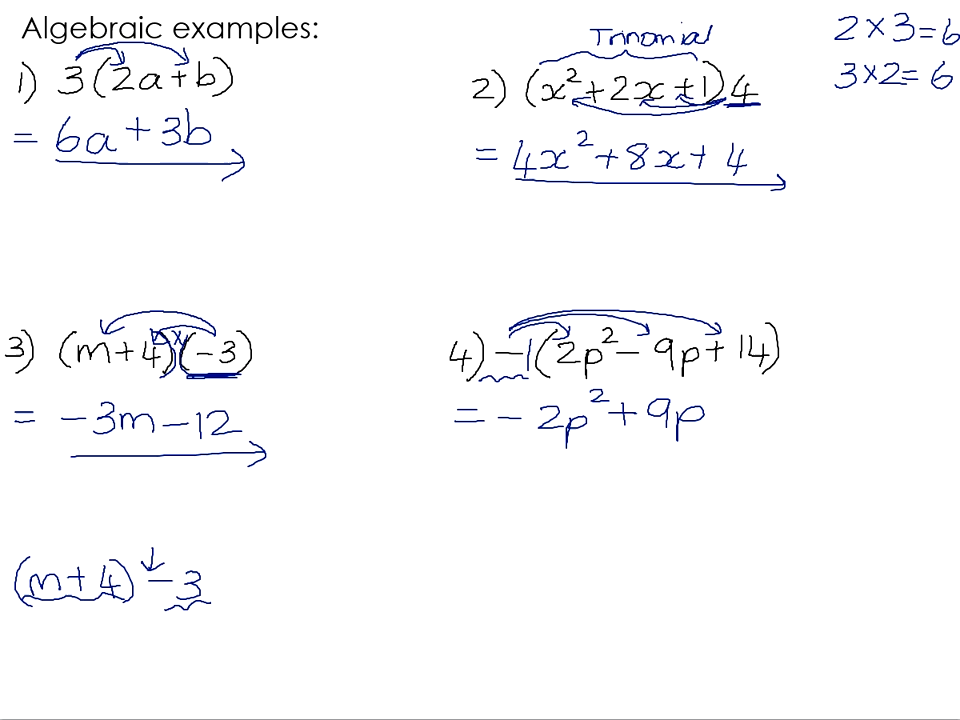 Algebraic examples:
1) 3(2a+b)
= 6a + 3b
Trinomial
2) (x²+2x+1)4
= 4x²+8x+4
2×3=6
3×2=6
3) (m+4)(-3)
= -3m-12
(m+4)-3
4) -1(2p²-9p+14)
= -2p²+9p